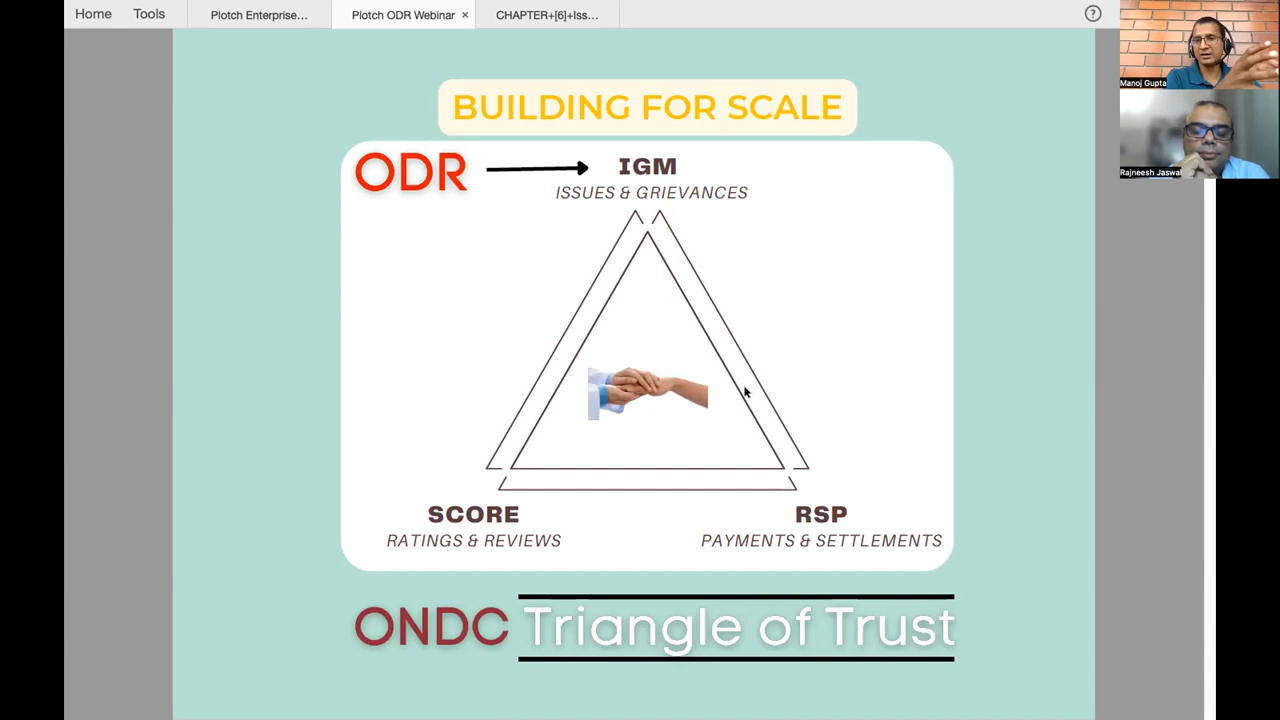 Home Tools Plotch Enterprise... Plotch ODR Webinar × CHAPTER+[6]+Iss... ?
Manoj Gupta
Rajneesh Jaswal
BUILDING FOR SCALE
ODR IGM
ISSUES & GRIEVANCES
SCORE RSP
RATINGS & REVIEWS PAYMENTS & SETTLEMENTS
ONDC Triangle of Trust